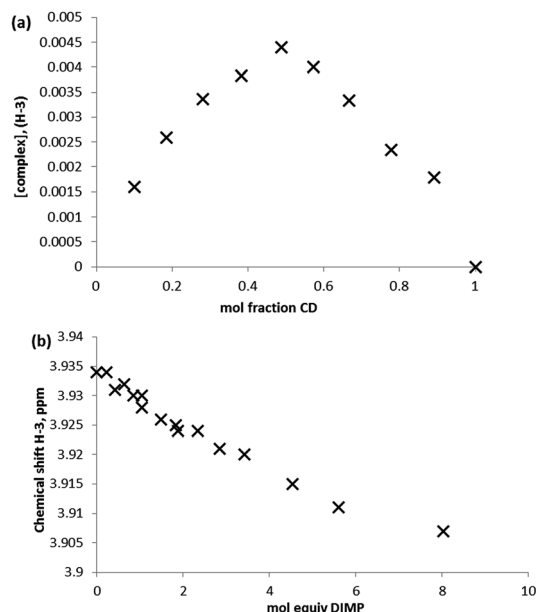 (a)
[complex], (H-3)
0.005
0.0045
0.004
0.0035
0.003
0.0025
0.002
0.0015
0.001
0.0005
0
0 0.2 0.4 0.6 0.8 1
mol fraction CD
(b)
Chemical shift H-3, ppm
3.94
3.935
3.93
3.925
3.92
3.915
3.91
3.905
3.9
0 2 4 6 8 10
mol equiv DIMP